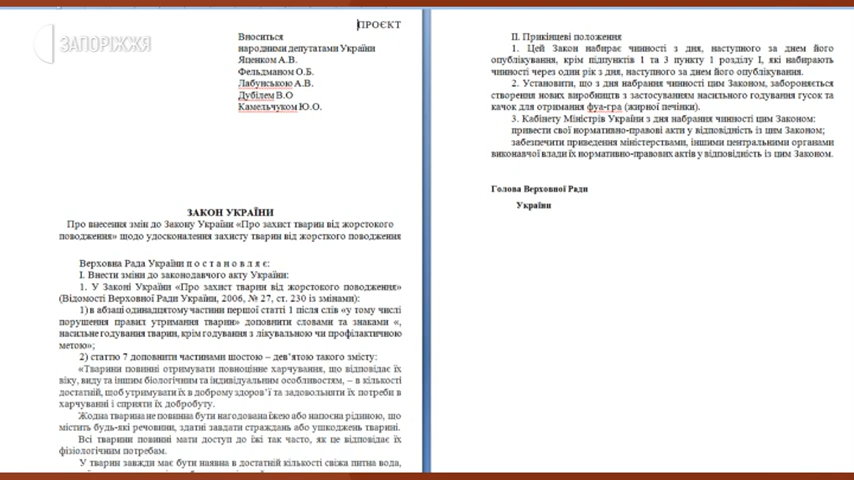 ЗАПОРІЖЖЯ
ПРОЄКТ
Вноситься
народними депутатами України
Яценком А.В.
Фельдманом О.Б.
Лабунською А.В.
Дубілем В.О
Камельчуком Ю.О.
ЗАКОН УКРАЇНИ
Про внесення змін до Закону України «Про захист тварин від жорстокого
поводження» щодо удосконалення захисту тварин від жорсткого поводження
Верховна Рада України п о с т а н о в л я є:
І. Внести зміни до законодавчого акту України:
1. У Законі України «Про захист тварин від жорстокого поводження»
(Відомості Верховної Ради України, 2006, № 27, ст. 230 із змінами):
1) в абзаці одинадцятому частини першої статті 1 після слів «у тому числі
порушення правил утримання тварин» доповнити словами та знаками «,
насильне годування тварин, крім годування з лікувальною чи профілактичною
метою»;
2) статтю 7 доповнити частинами шостою – дев’ятою такого змісту:
«Тварини повинні отримувати повноцінне харчування, що відповідає їх
віку, виду та іншим біологічним та індивідуальним особливостям, – в кількості
достатній, щоб утримувати їх в доброму здоров’ї та задовольняти їх потреби в
харчуванні і сприяти їх добробуту.
Жодна тварина не повинна бути нагодована їжею або напоєна рідиною, що
містить будь-які речовини, здатні завдати страждань або ушкоджень тварині.
Всі тварини повинні мати доступ до їжі так часто, як це відповідає їх
фізіологічним потребам.
У тварин завжди має бути наявна в достатній кількості свіжа питна вода,
ІІ. Прикінцеві положення
1. Цей Закон набирає чинності з дня, наступного за днем його
опублікування, крім підпунктів 1 та 3 пункту 1 розділу І, які набирають
чинності через один рік з дня, наступного за днем його опублікування.
2. Установити, що з дня набрання чинності цим Законом, забороняється
створення нових виробництв з застосуванням насильного годування гусок та
качок для отримання фуа-гра (жирної печінки).
3. Кабінету Міністрів України з дня набрання чинності цим Законом:
привести свої нормативно-правові акти у відповідність із цим Законом;
забезпечити приведення міністерствами, іншими центральними органами
виконавчої влади їх нормативно-правових актів у відповідність із цим Законом.
Голова Верховної Ради
України